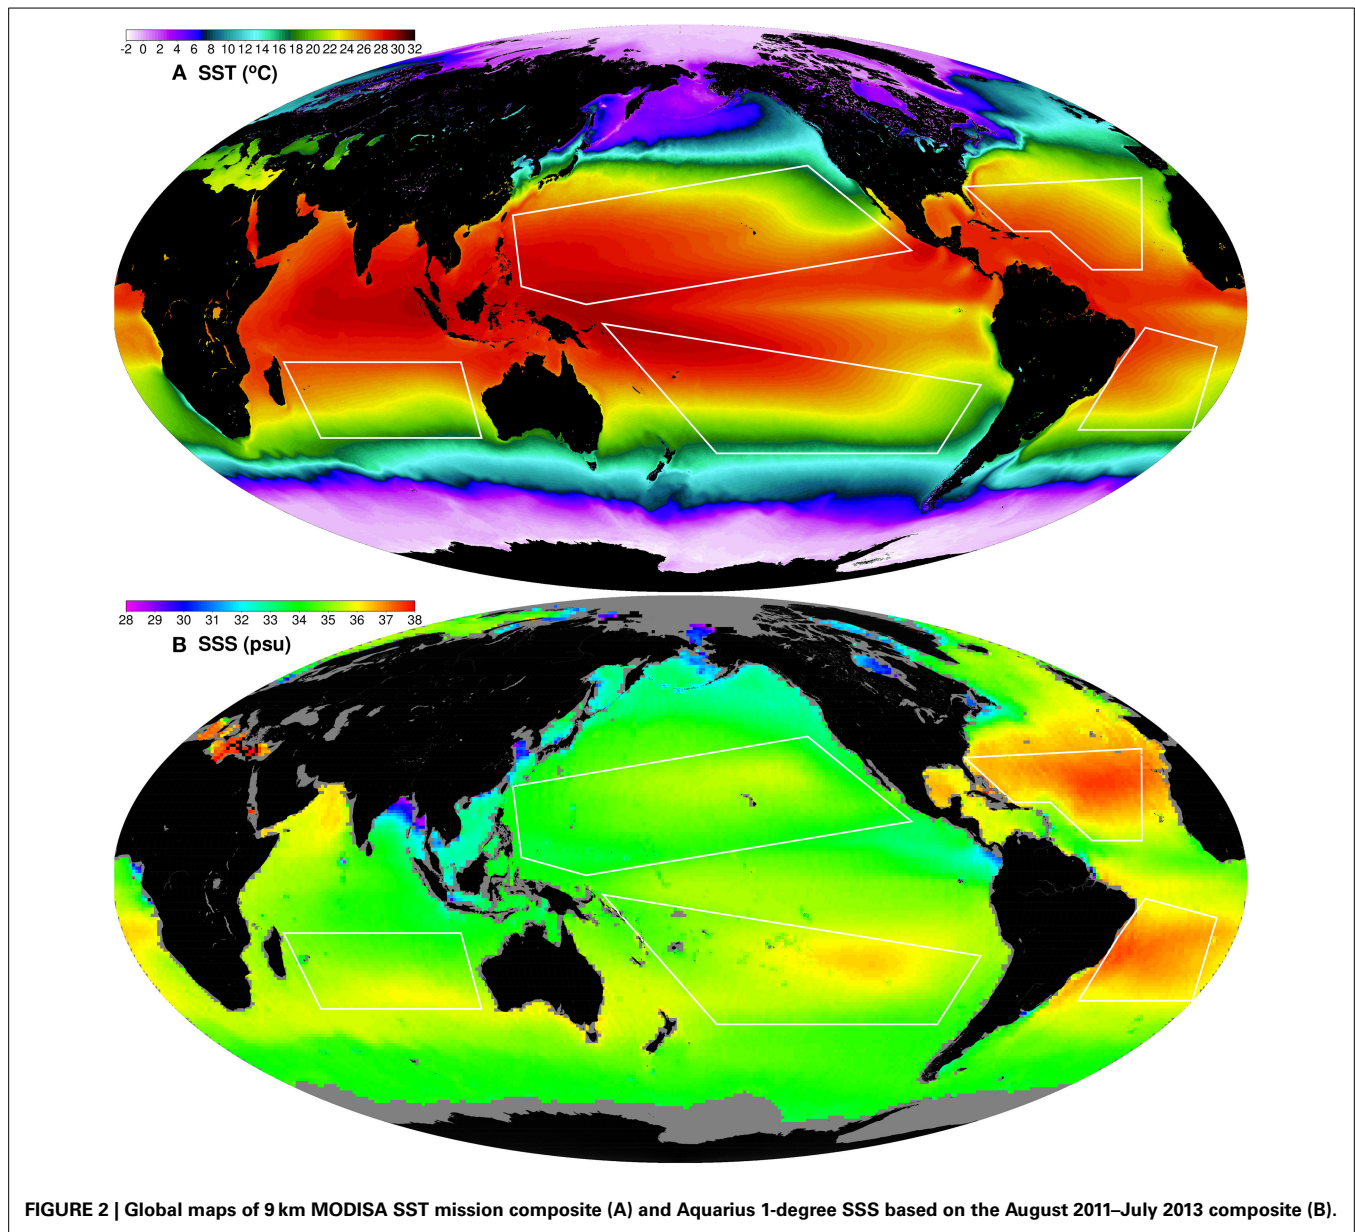 -2 0 2 4 6 8 10 12 14 16 18 20 22 24 26 28 30 32
A SST (ºC)
28 29 30 31 32 33 34 35 36 37 38
B SSS (psu)
FIGURE 2 | Global maps of 9 km MODISA SST mission composite (A) and Aquarius 1-degree SSS based on the August 2011–July 2013 composite (B).